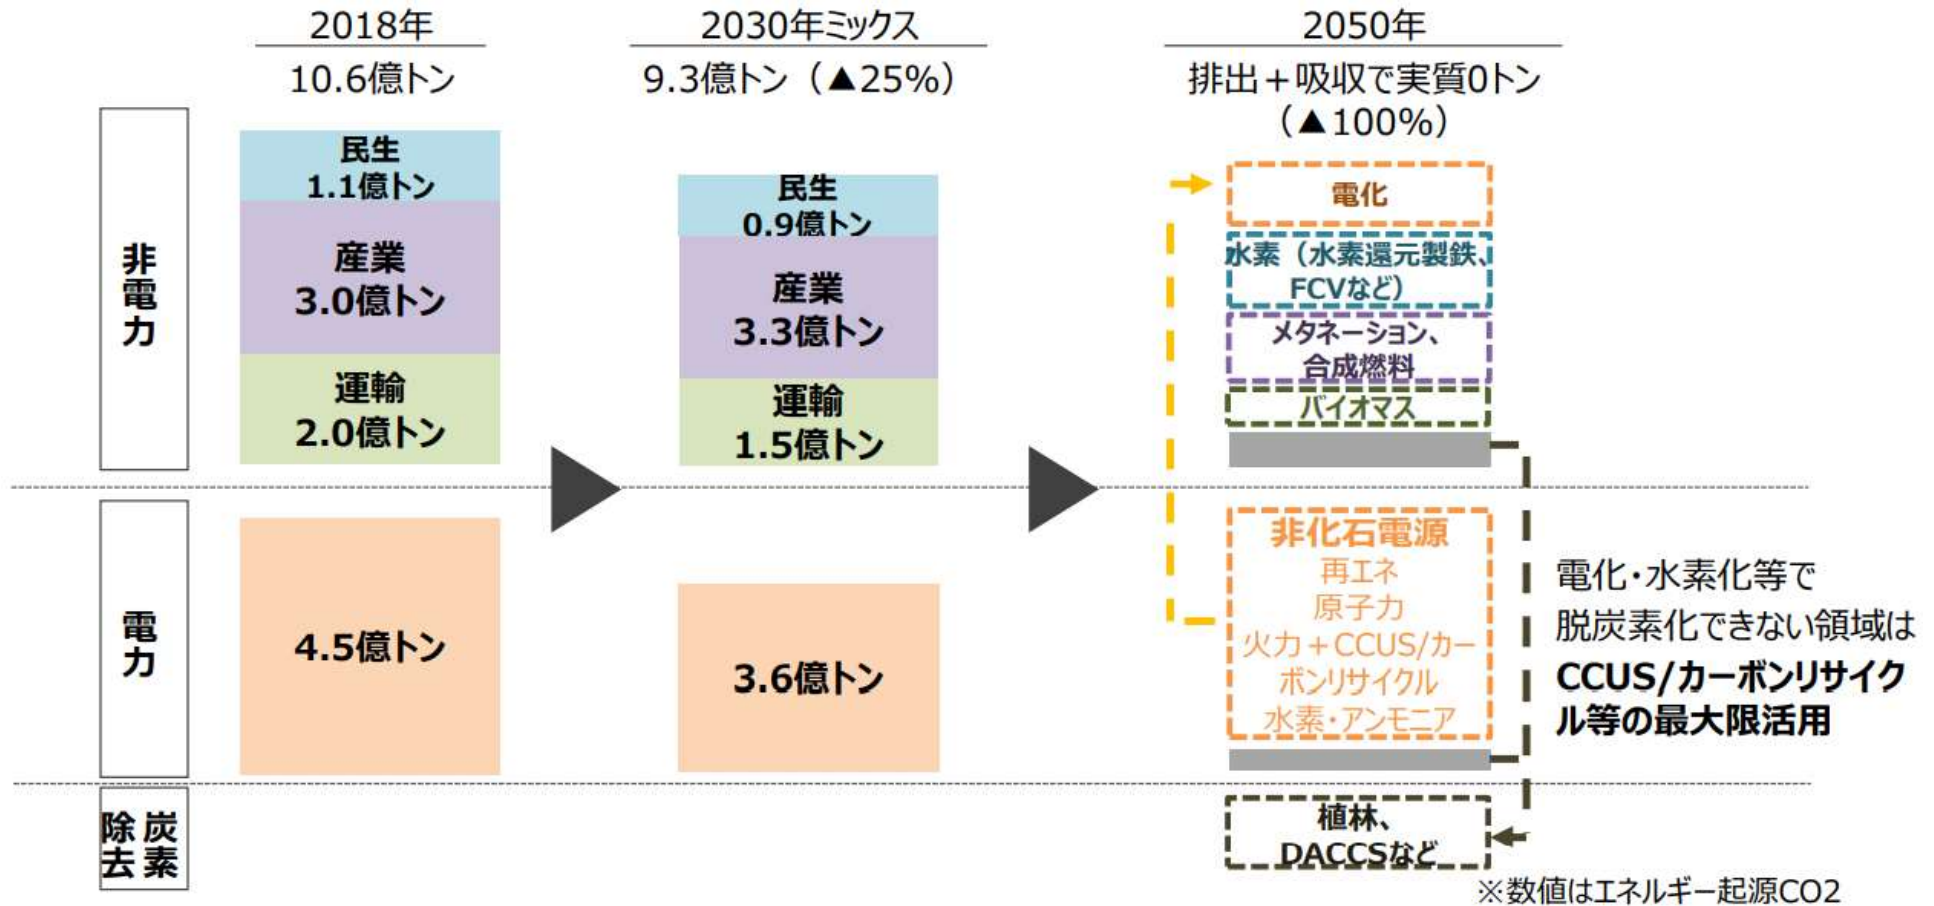 2018年
10.6億トン
2030年ミックス
9.3億トン（▲25%）
2050年
排出＋吸収で実質0トン
（▲100%）
非電力
民生
1.1億トン
産業
3.0億トン
運輸
2.0億トン
民生
0.9億トン
産業
3.3億トン
運輸
1.5億トン
電化
水素（水素還元製鉄、
FCVなど）
メタネーション、
合成燃料
バイオマス
電力
4.5億トン
3.6億トン
非化石電源
再エネ
原子力
火力＋CCUS/カー
ボンリサイクル
水素・アンモニア
電化・水素化等で
脱炭素化できない領域は
CCUS/カーボンリサイク
ル等の最大限活用
炭素
除去
植林、
DACCSなど
※数値はエネルギー起源CO2